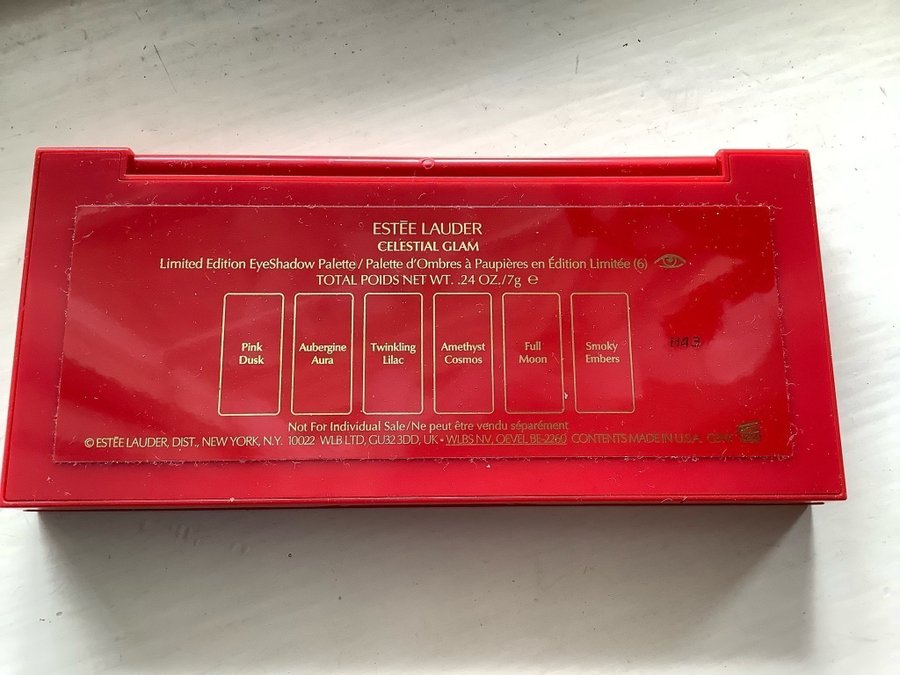 ESTĒE LAUDER
CELESTIAL GLAM
Limited Edition EyeShadow Palette / Palette d'Ombres à Paupières en Édition Limitée (6)
TOTAL POIDS NET WT. .24 OZ./7g ℮
Pink Dusk
Aubergine Aura
Twinkling Lilac
Amethyst Cosmos
Full Moon
Smoky Embers
Not For Individual Sale/Ne peut être vendu séparément
© ESTĒE LAUDER, DIST., NEW YORK, N.Y. 10022 WLB LTD, GU32 3DD, UK • WLBS NV, OEVEL BE-2260 CONTENTS MADE IN U.S.A.